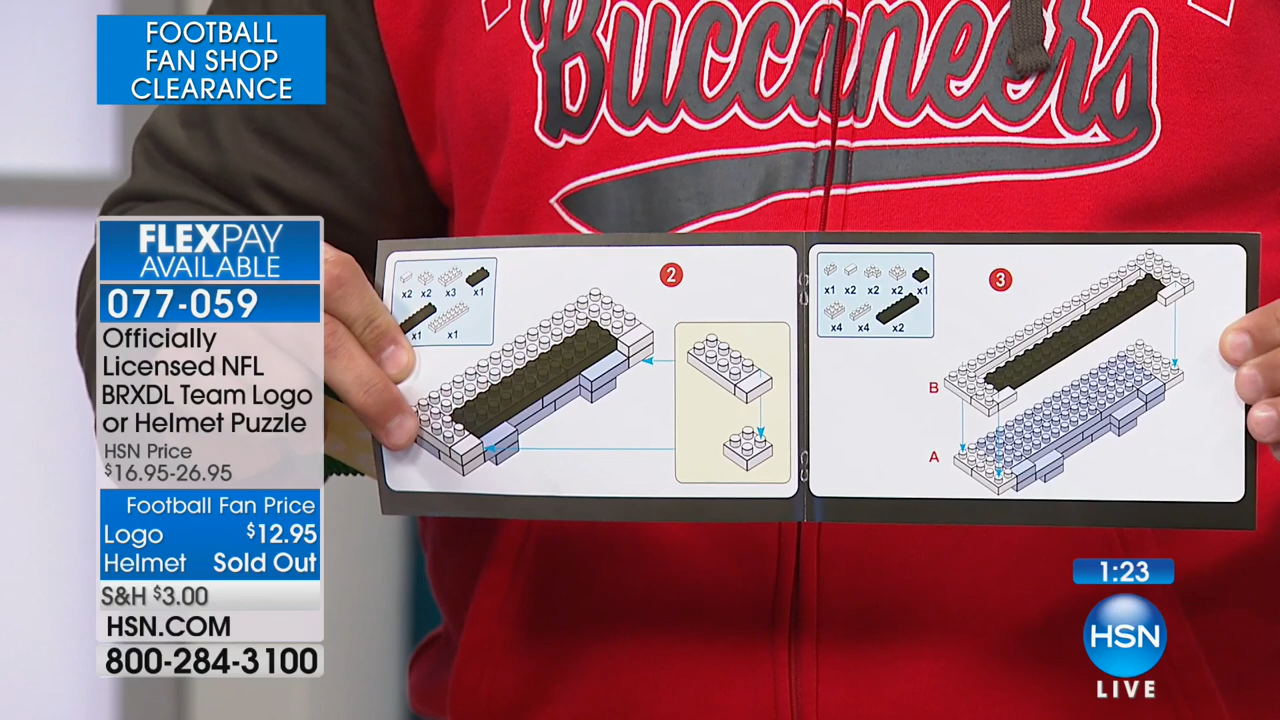 FOOTBALL
FAN SHOP
CLEARANCE
Buccaneers
FLEXPAY
AVAILABLE
077-059
Officially
Licensed NFL
BRXDL Team Logo
or Helmet Puzzle
HSN Price
$16.95-26.95
Football Fan Price
Logo $12.95
Helmet Sold Out
S&H $3.00
HSN.COM
800-284-3100
2
x2 x2 x3 x1
x1 x1
3
x1 x2 x2 x2 x1
x4 x4 x2
B
A
1:23
HSN
LIVE